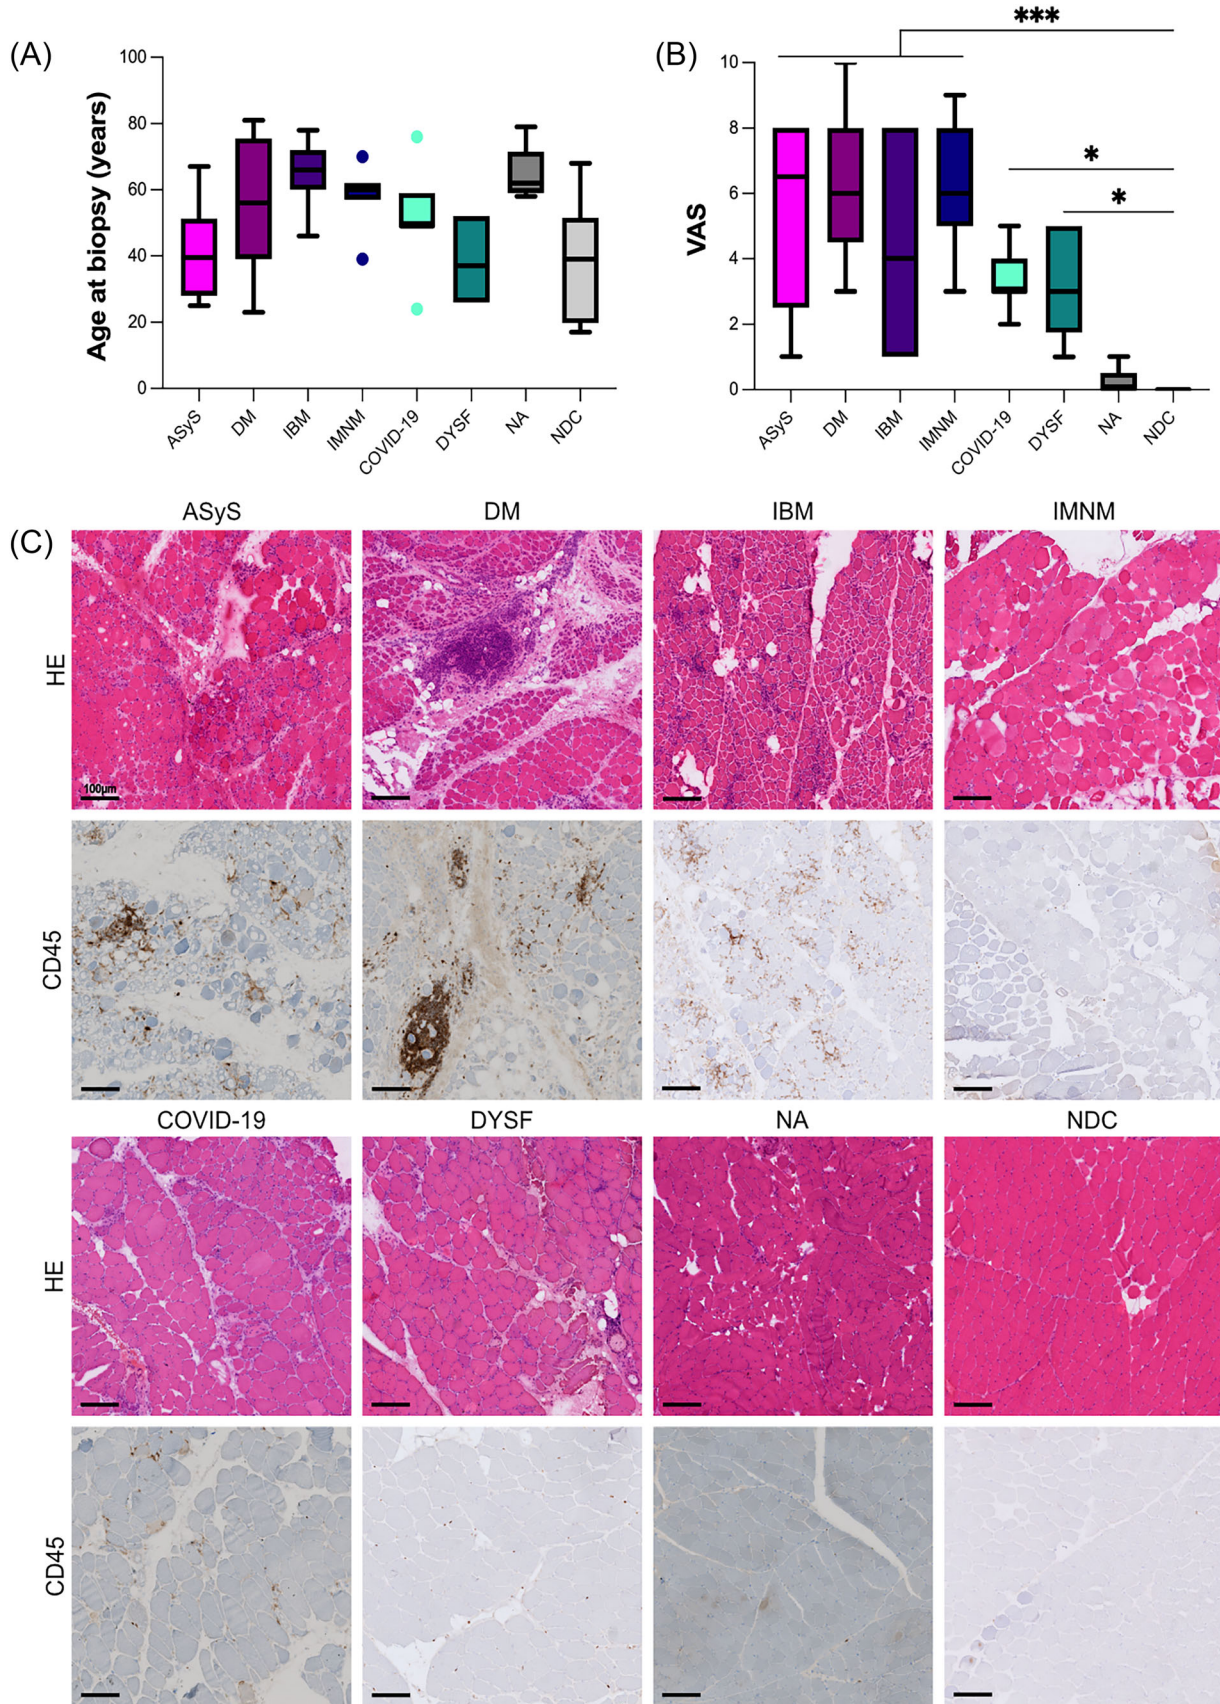 (A)
Age at biopsy (years)
100
80
60
40
20
0
ASyS
DM
IBM
IMNM
COVID-19
DYSF
NA
NDC
(B)
VAS
***
*
*
10
8
6
4
2
0
ASyS
DM
IBM
IMNM
COVID-19
DYSF
NA
NDC
(C)
ASyS DM IBM IMNM
HE
100μm
CD45
COVID-19 DYSF NA NDC
HE
CD45